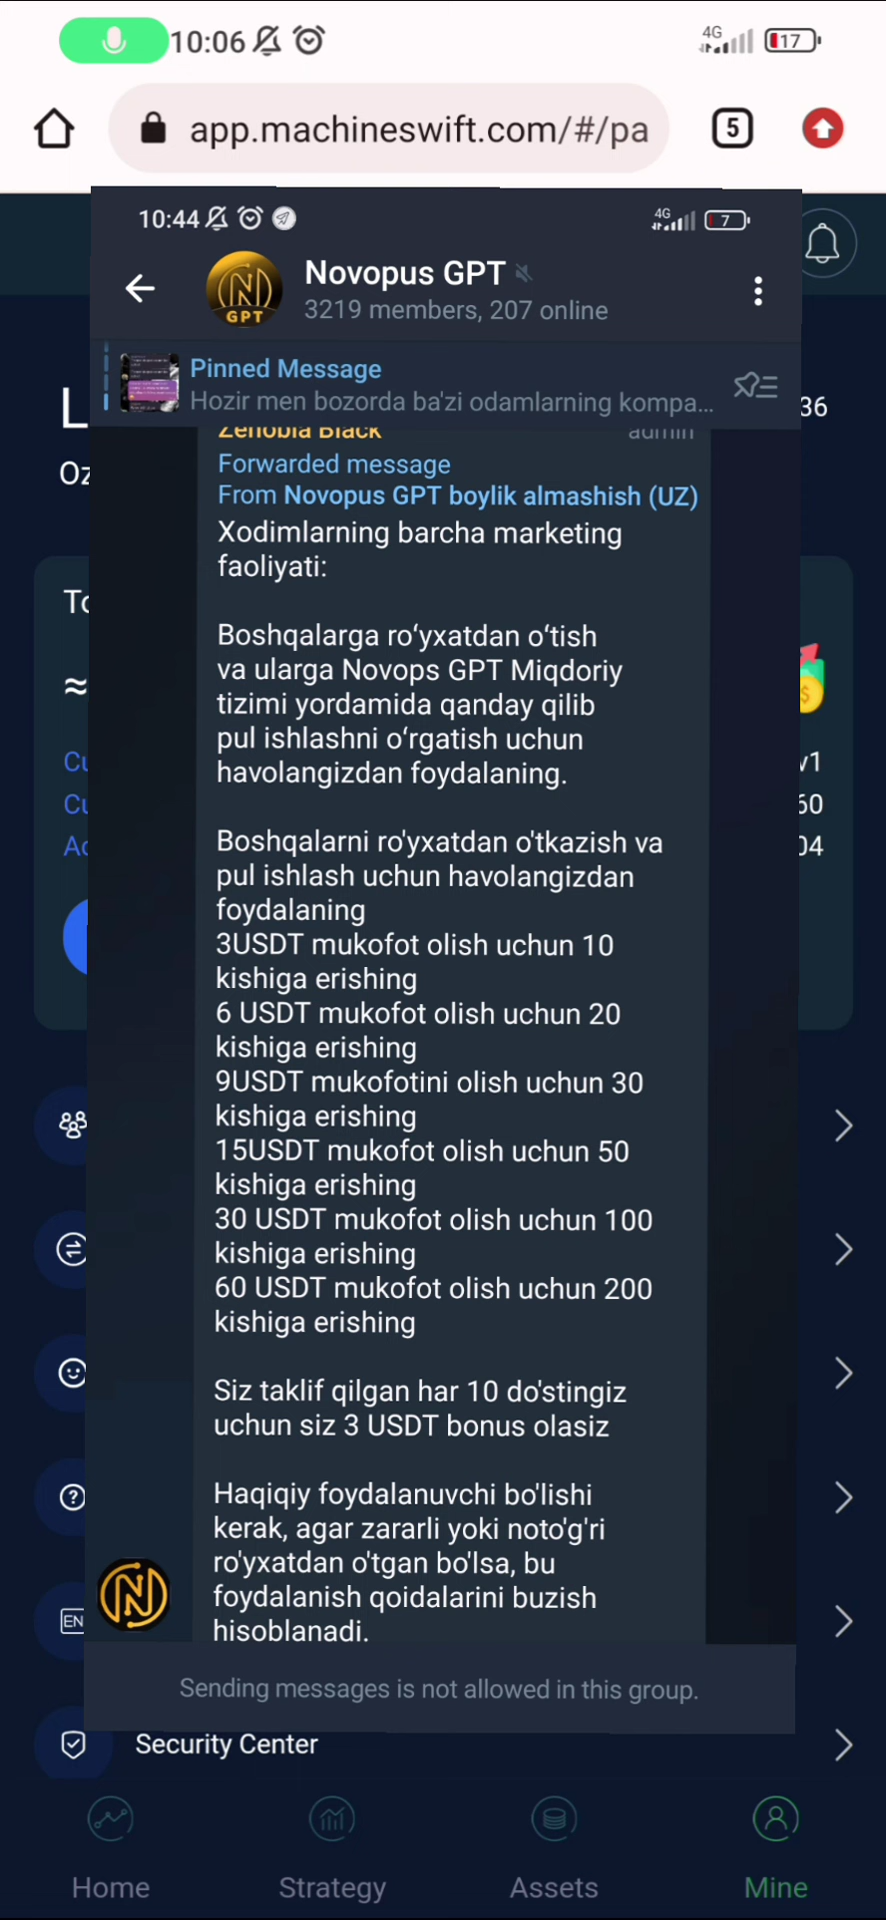 10:06
4G
17
app.machineswift.com/#/pa
5
10:44
4G
7
Novopus GPT
3219 members, 207 online
GPT
Pinned Message
Hozir men bozorda ba'zi odamlarning kompa...
36
Zenobia Black
admin
Forwarded message
From Novopus GPT boylik almashish (UZ)
Xodimlarning barcha marketing
faoliyati:
Boshqalarga ro‘yxatdan o‘tish
va ularga Novops GPT Miqdoriy
tizimi yordamida qanday qilib
pul ishlashni o‘rgatish uchun
havolangizdan foydalaning.
v1
60
04
Boshqalarni ro'yxatdan o'tkazish va
pul ishlash uchun havolangizdan
foydalaning
3USDT mukofot olish uchun 10
kishiga erishing
6 USDT mukofot olish uchun 20
kishiga erishing
9USDT mukofotini olish uchun 30
kishiga erishing
15USDT mukofot olish uchun 50
kishiga erishing
30 USDT mukofot olish uchun 100
kishiga erishing
60 USDT mukofot olish uchun 200
kishiga erishing
Siz taklif qilgan har 10 do'stingiz
uchun siz 3 USDT bonus olasiz
Haqiqiy foydalanuvchi bo'lishi
kerak, agar zararli yoki noto'g'ri
ro'yxatdan o'tgan bo'lsa, bu
foydalanish qoidalarini buzish
hisoblanadi.
EN
Sending messages is not allowed in this group.
Security Center
Home
Strategy
Assets
Mine